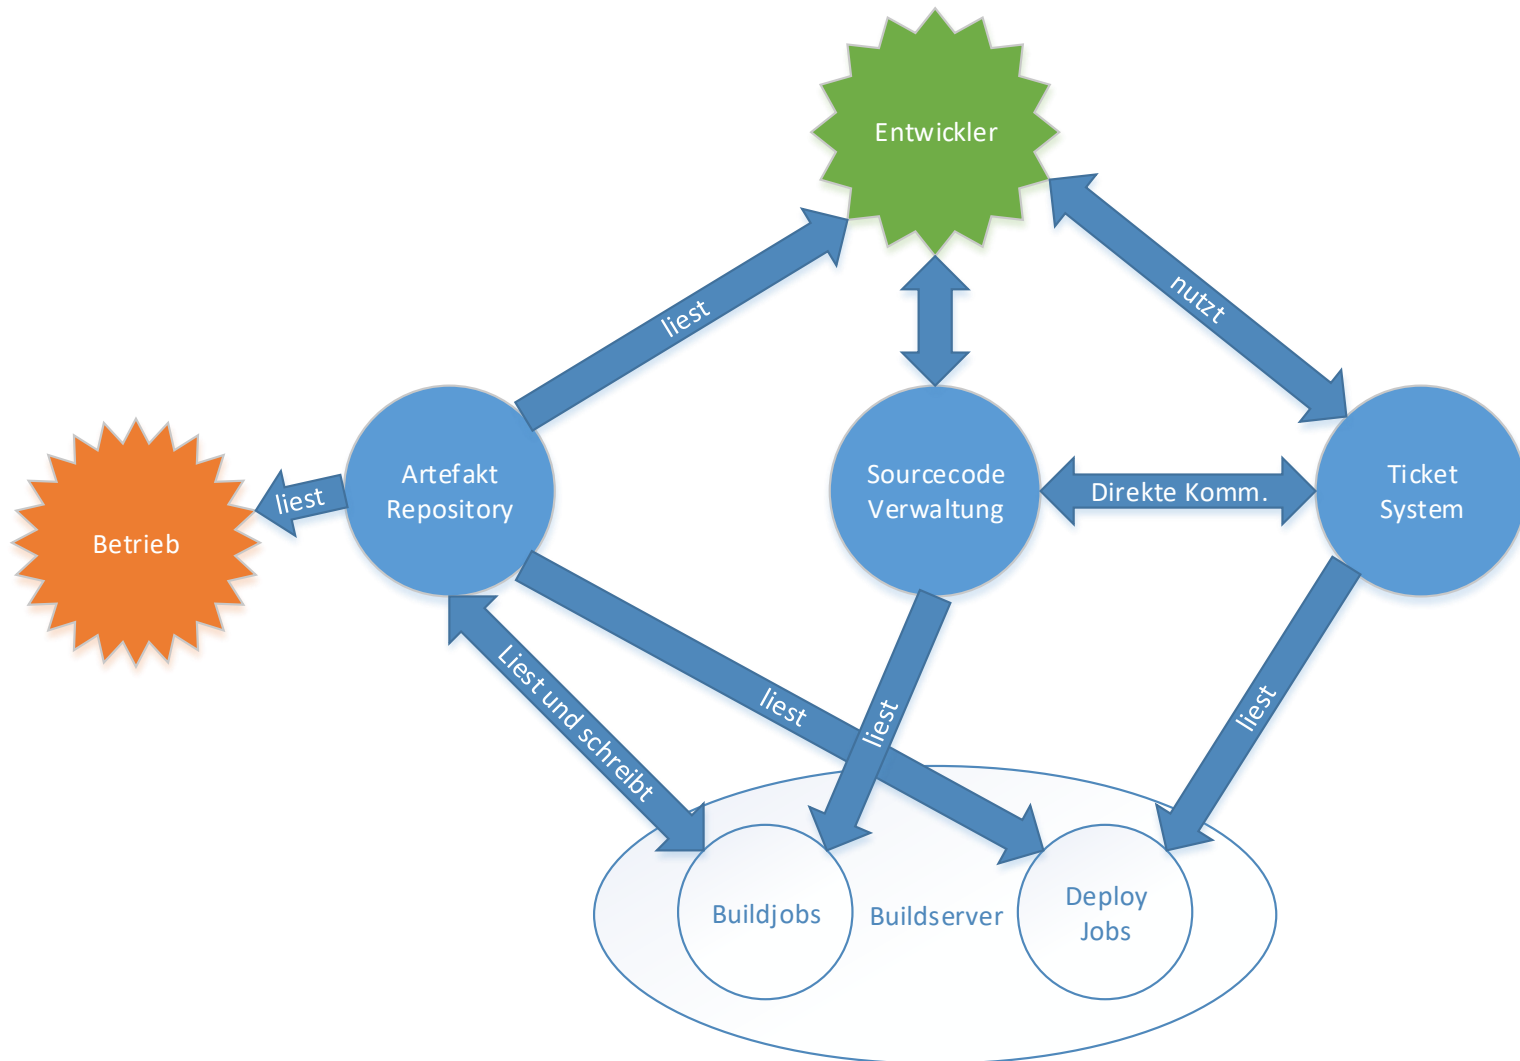 Entwickler
liest
nutzt
Artefakt
Repository
Sourcecode
Verwaltung
Direkte Komm.
Ticket
System
liest
Betrieb
Liest und schreibt
liest
liest
liest
Buildjobs
Buildserver
Deploy
Jobs